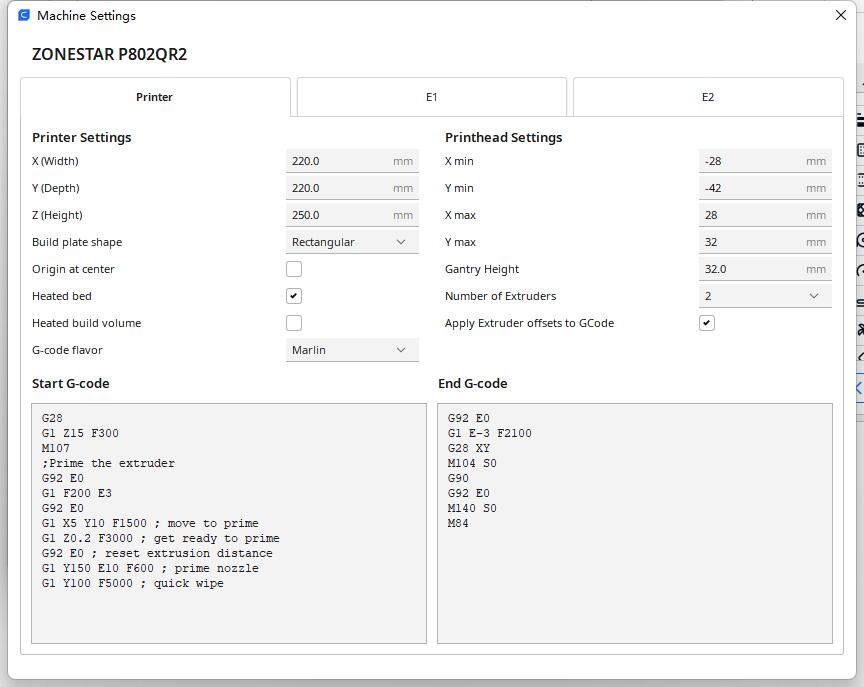 Machine Settings
ZONESTAR P802QR2
Printer
E1
E2
Printer Settings
X (Width)
220.0 mm
Y (Depth)
220.0 mm
Z (Height)
250.0 mm
Build plate shape
Rectangular
Origin at center
Heated bed
Heated build volume
G-code flavor
Marlin
Printhead Settings
X min
-28 mm
Y min
-42 mm
X max
28 mm
Y max
32 mm
Gantry Height
32.0 mm
Number of Extruders
2
Apply Extruder offsets to GCode
Start G-code
G28
G1 Z15 F300
M107
;Prime the extruder
G92 E0
G1 F200 E3
G92 E0
G1 X5 Y10 F1500 ; move to prime
G1 Z0.2 F3000 ; get ready to prime
G92 E0 ; reset extrusion distance
G1 Y150 E10 F600 ; prime nozzle
G1 Y100 F5000 ; quick wipe
End G-code
G92 E0
G1 E-3 F2100
G28 XY
M104 S0
G90
G92 E0
M140 S0
M84